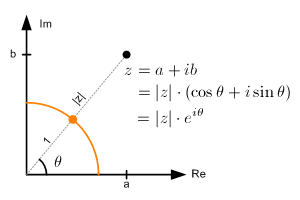 Im
b
z = a + ib
= |z| · (cos θ + i sin θ)
= |z| · e^{iθ}
|z|
1
θ
Re
a